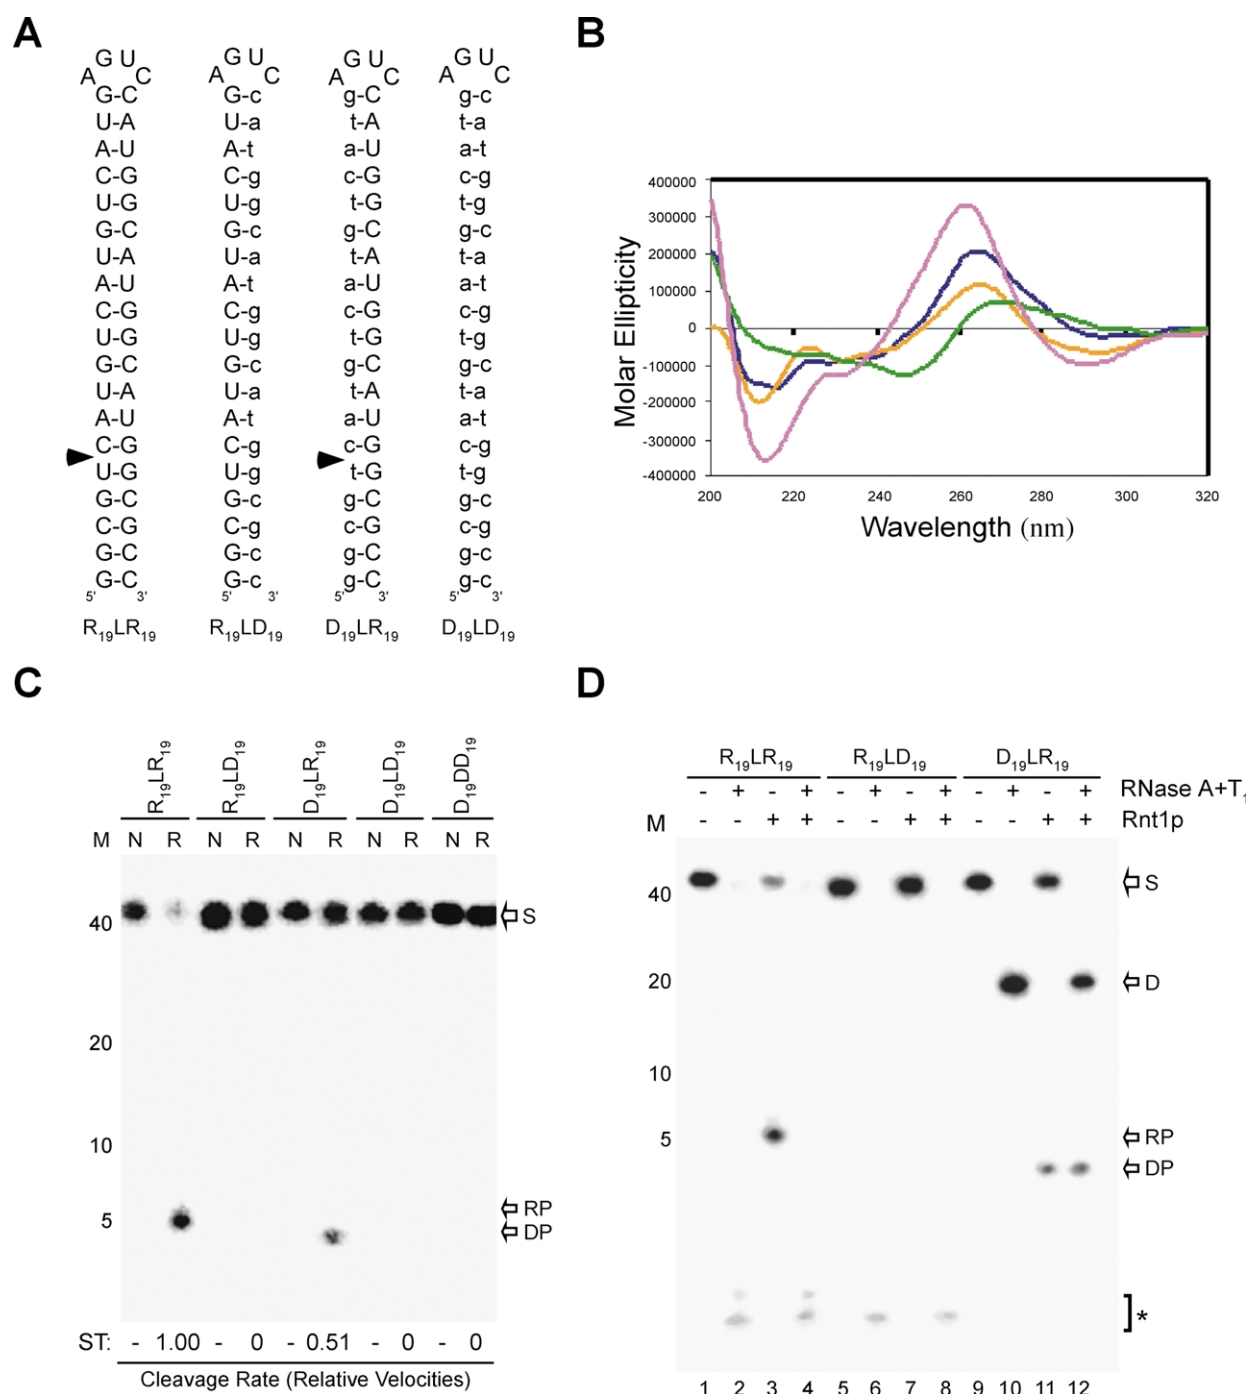 A
G U G U G U G U
A C A C A C A C
G-C G-c g-C g-c
U-A U-a t-A t-a
A-U A-t a-U a-t
C-G C-g c-G c-g
U-G U-g t-G t-g
G-C G-c g-C g-c
U-A U-a t-A t-a
A-U A-t a-U a-t
C-G C-g c-G c-g
U-G U-g t-G t-g
G-C G-c g-C g-c
U-A U-a t-A t-a
A-U A-t a-U a-t
C-G C-g c-G c-g
U-G U-g t-G t-g
G-C G-c g-C g-c
C-G C-g c-G c-g
G-C G-c g-C g-c
G-C G-c g-C g-c
5' 3' 5' 3' 5' 3' 5' 3'
R19LR19 R19LD19 D19LR19 D19LD19
B
400000
300000
200000
100000
0
-100000
-200000
-300000
-400000
200 220 240 260 280 300 320
Molar Ellipticity
Wavelength (nm)
C
R19LR19 R19LD19 D19LR19 D19LD19 D19DD19
M N R N R N R N R N R
40
20
10
5
S
RP
DP
ST: - 1.00 - 0 - 0.51 - 0 - 0
Cleavage Rate (Relative Velocities)
D
R19LR19 R19LD19 D19LR19
- + - + - + - + - + - + RNase A+T1
M - - + + - - + + - - + + Rnt1p
40
20
10
5
S
D
RP
DP
*
1 2 3 4 5 6 7 8 9 10 11 12